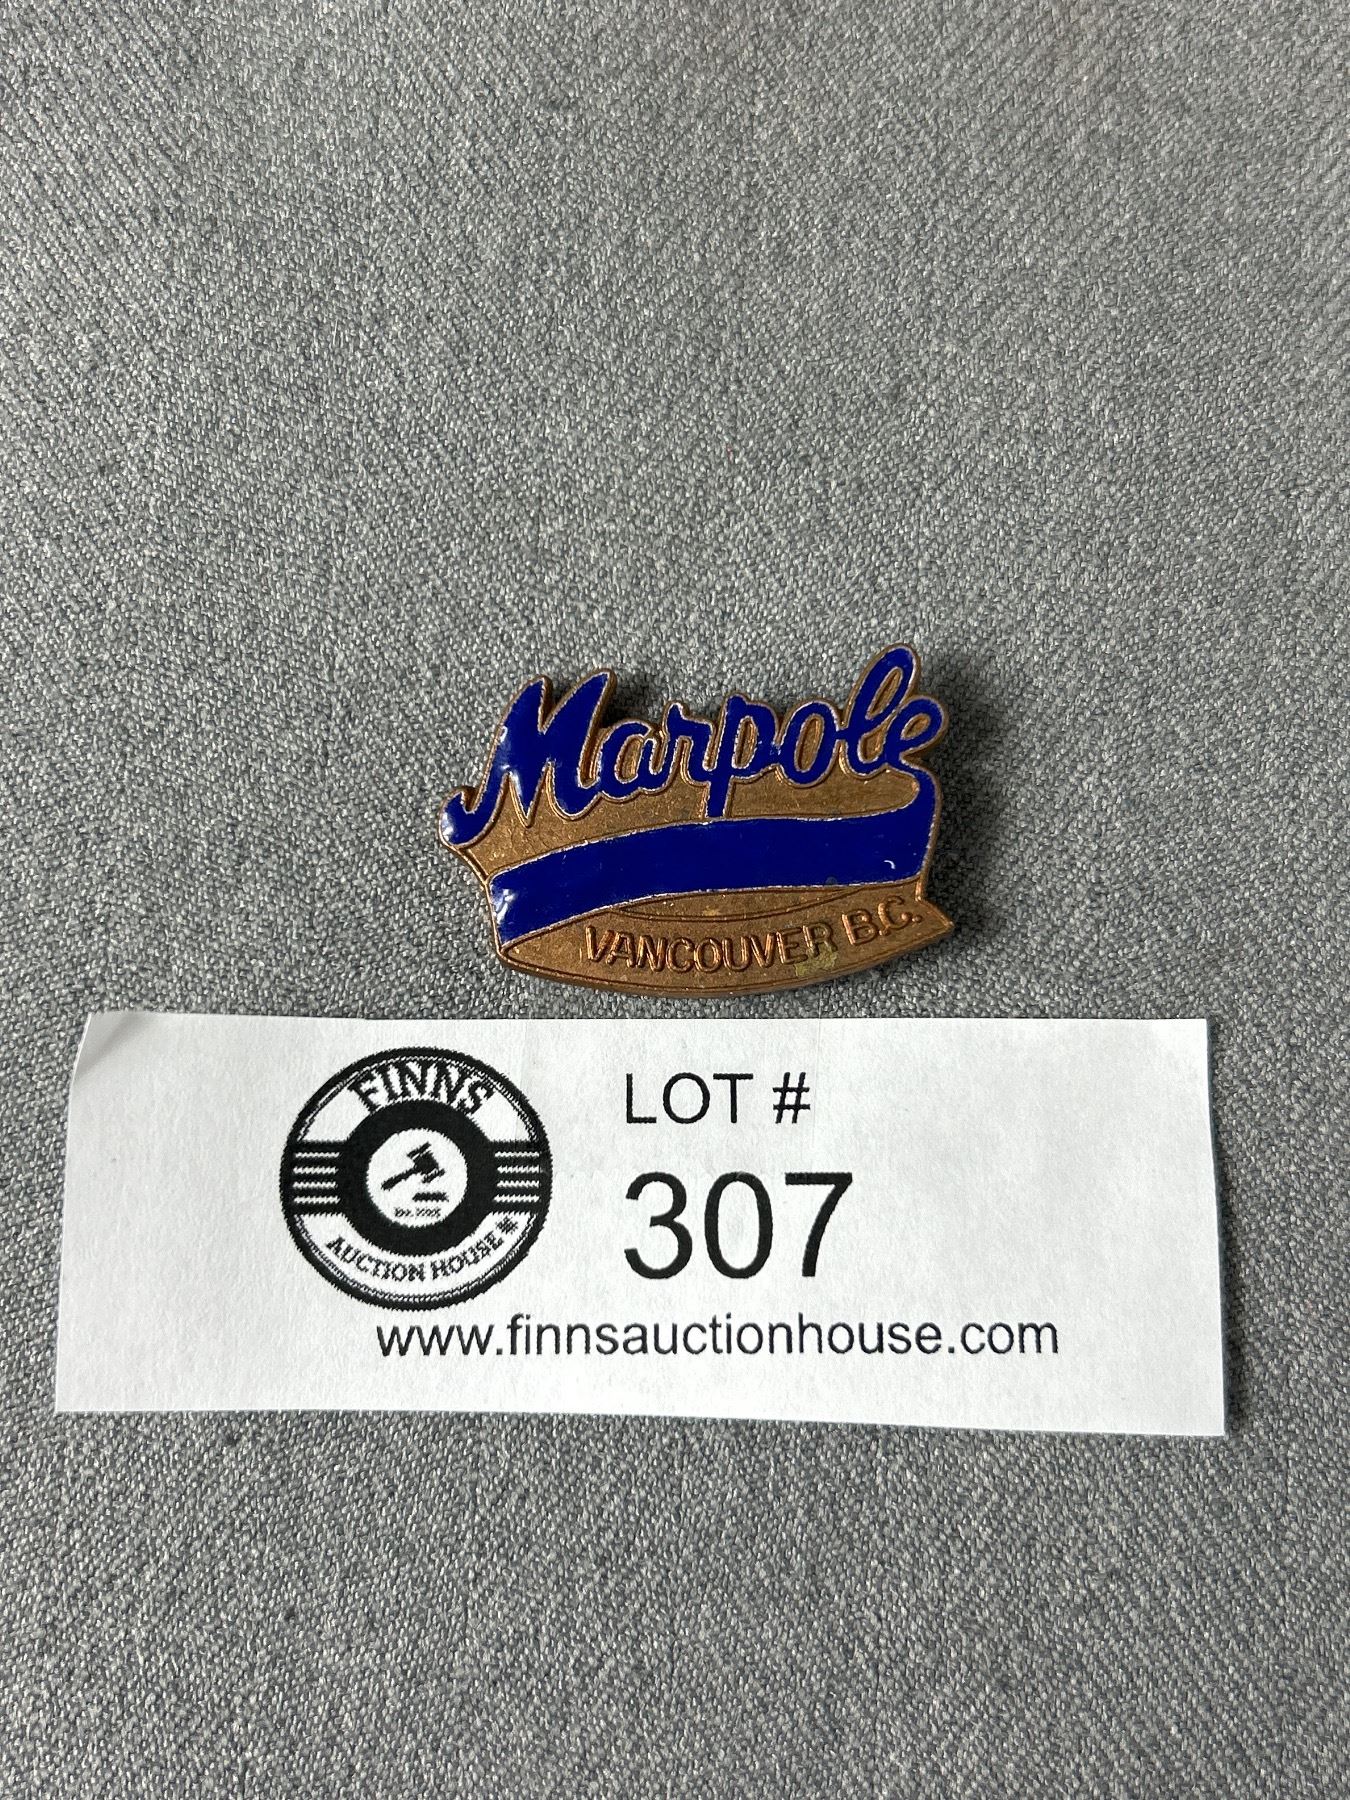 Marpole
VANCOUVER B.C.
FINNS
AUCTION HOUSE
LOT #
307
www.finnsauctionhouse.com